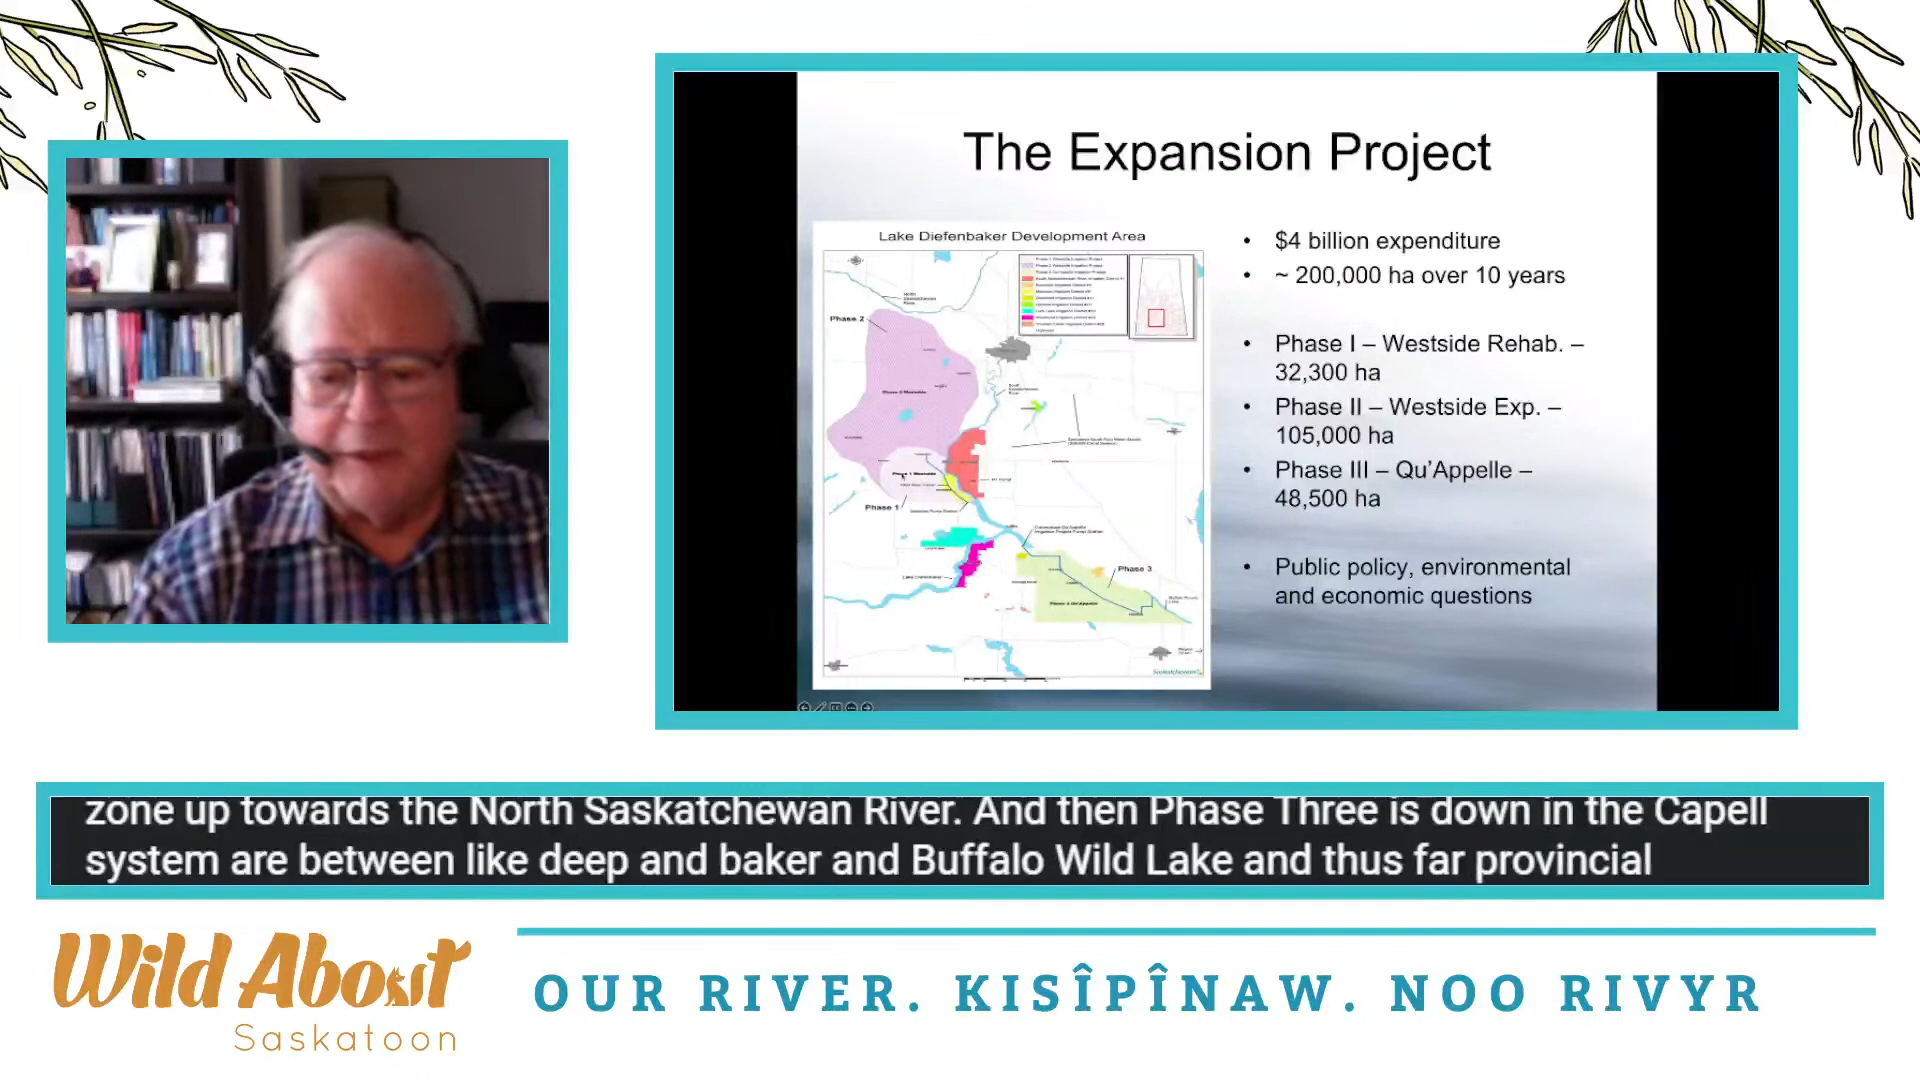 The Expansion Project
Lake Diefenbaker Development Area
Phase 2
Phase 1
Phase 3
• $4 billion expenditure
• ~ 200,000 ha over 10 years
• Phase I – Westside Rehab. –
32,300 ha
• Phase II – Westside Exp. –
105,000 ha
• Phase III – Qu’Appelle –
48,500 ha
• Public policy, environmental
and economic questions
zone up towards the North Saskatchewan River. And then Phase Three is down in the Capell
system are between like deep and baker and Buffalo Wild Lake and thus far provincial
Wild About
Saskatoon
OUR RIVER. KISÎPÎNAW. NOO RIVYR